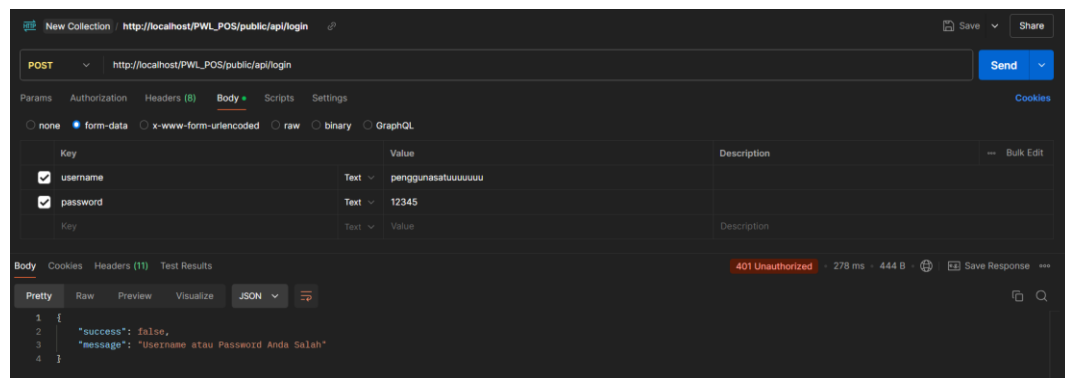 HTTP New Collection / http://localhost/PWL_POS/public/api/login Save Share
POST http://localhost/PWL_POS/public/api/login Send
Params Authorization Headers (8) Body Scripts Settings Cookies
none form-data x-www-form-urlencoded raw binary GraphQL
Key Value Description Bulk Edit
username Text penggunasatuuuuuuu
password Text 12345
Key Text Value Description
Body Cookies Headers (11) Test Results 401 Unauthorized 278 ms 444 B Save Response
Pretty Raw Preview Visualize JSON
1 {
2 "success": false,
3 "message": "Username atau Password Anda Salah"
4 }